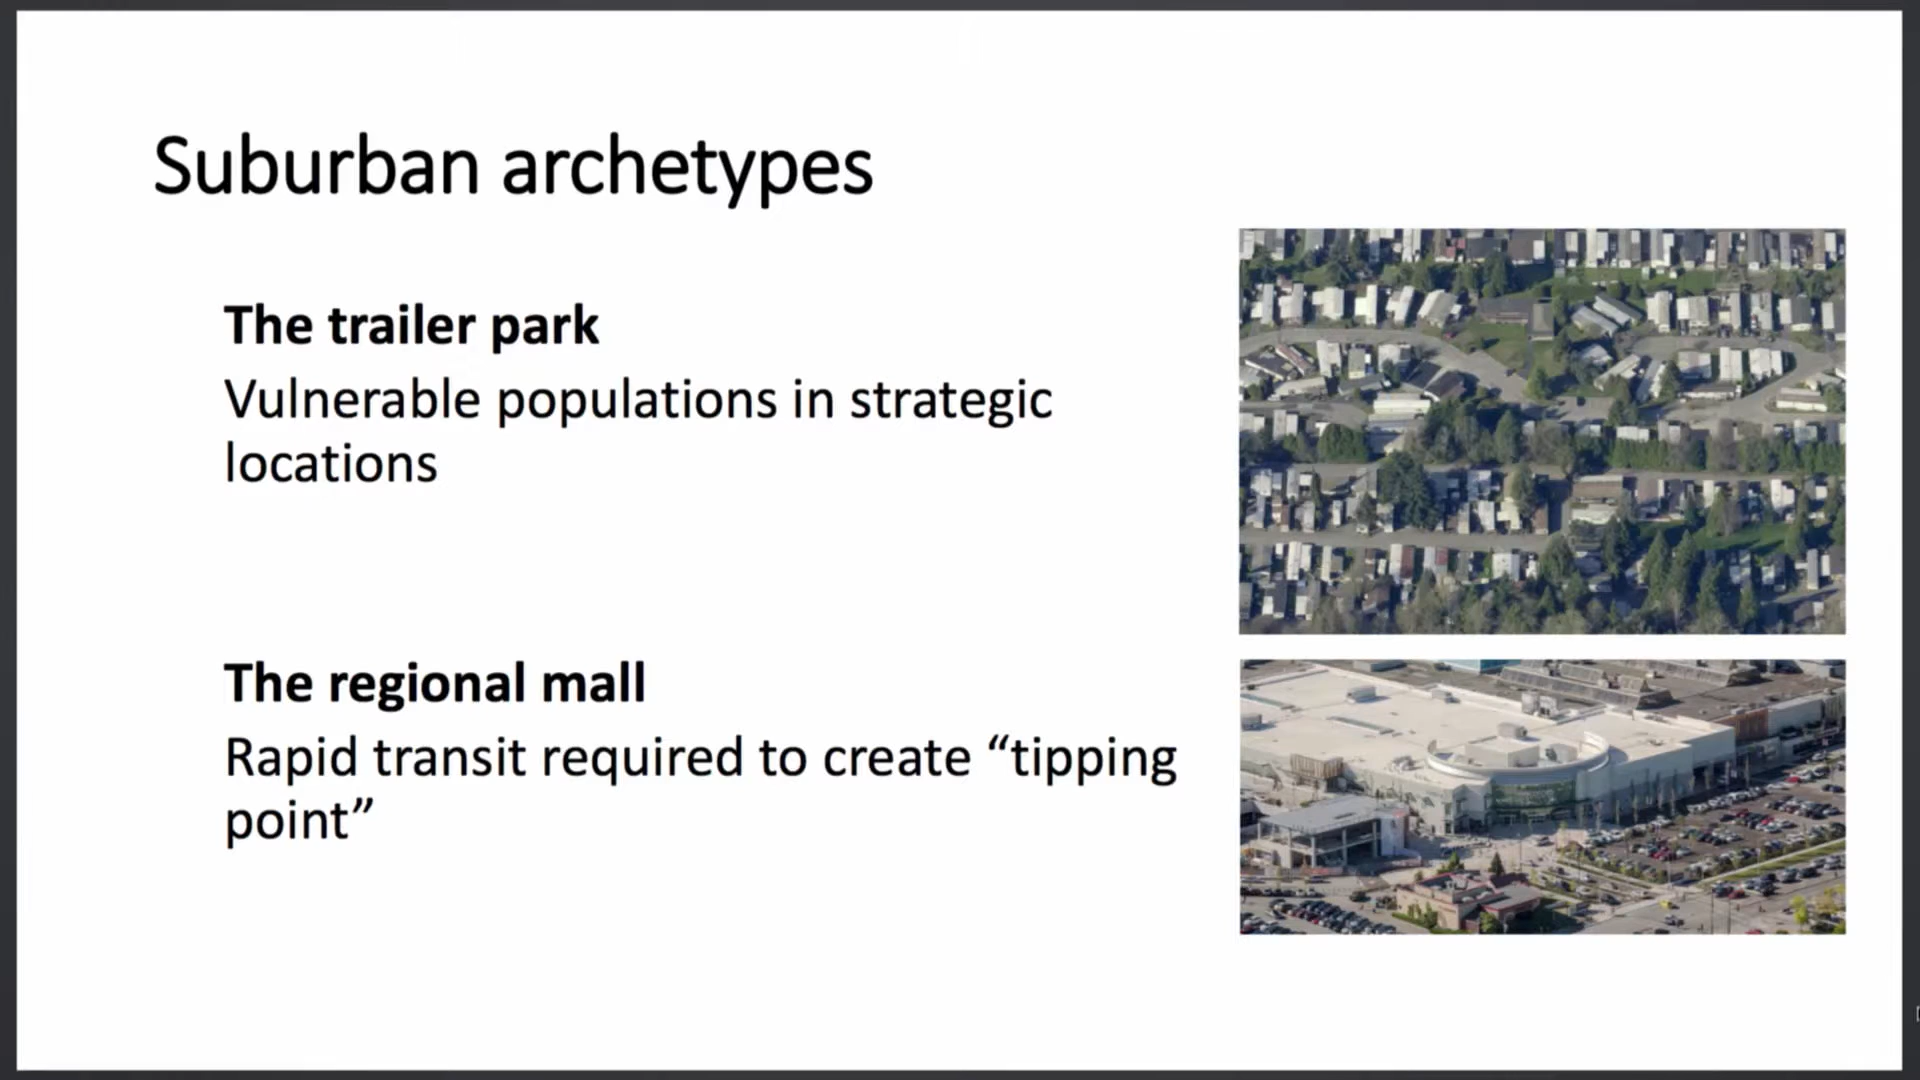 Suburban archetypes
The trailer park
Vulnerable populations in strategic
locations
The regional mall
Rapid transit required to create “tipping
point”